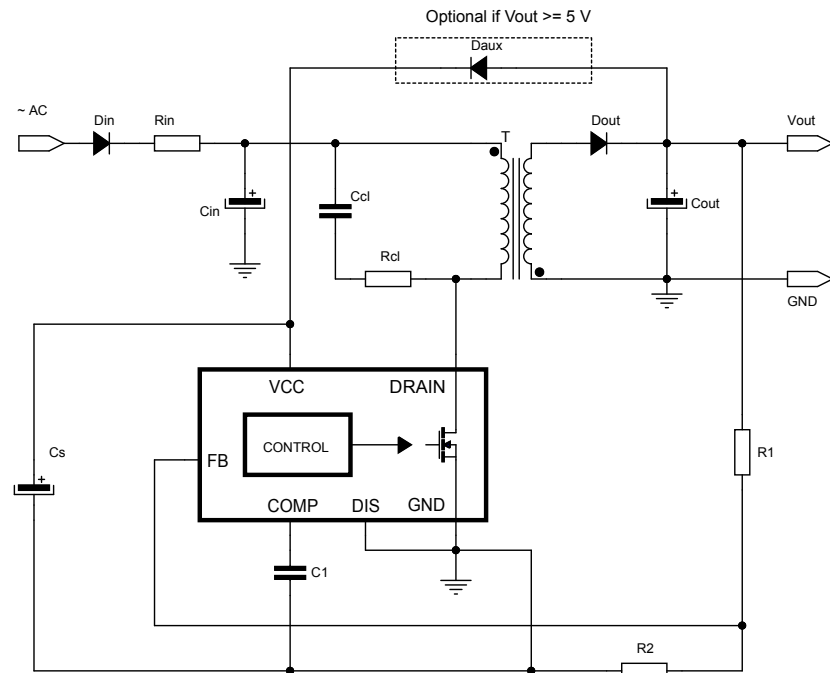 Optional if Vout >= 5 V
Daux
~ AC
Din
Rin
T
Dout
Vout
Ccl
Cin
Cout
Rcl
GND
VCC
DRAIN
Cs
FB
CONTROL
R1
COMP
DIS
GND
C1
R2